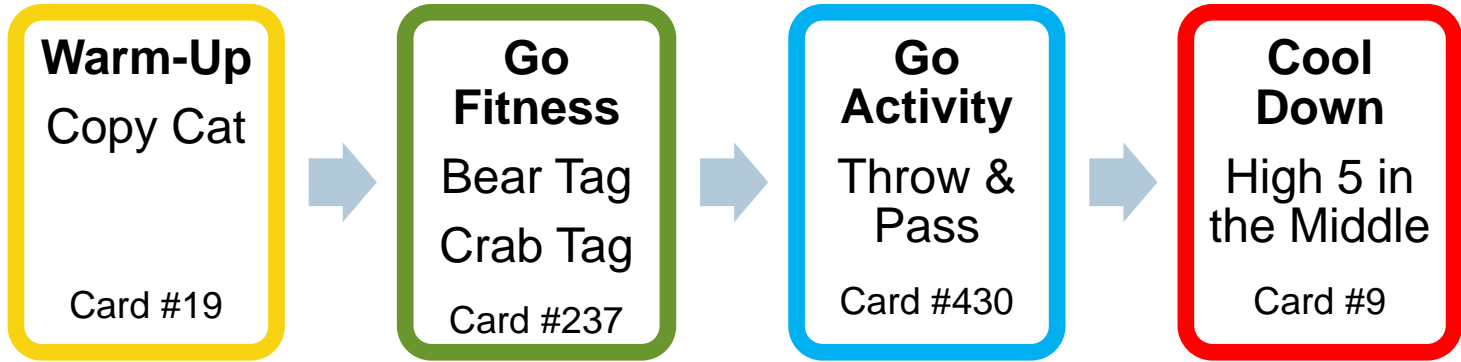 Warm-Up
Copy Cat
Card #19
Go
Fitness
Bear Tag
Crab Tag
Card #237
Go
Activity
Throw &
Pass
Card #430
Cool
Down
High 5 in
the Middle
Card #9